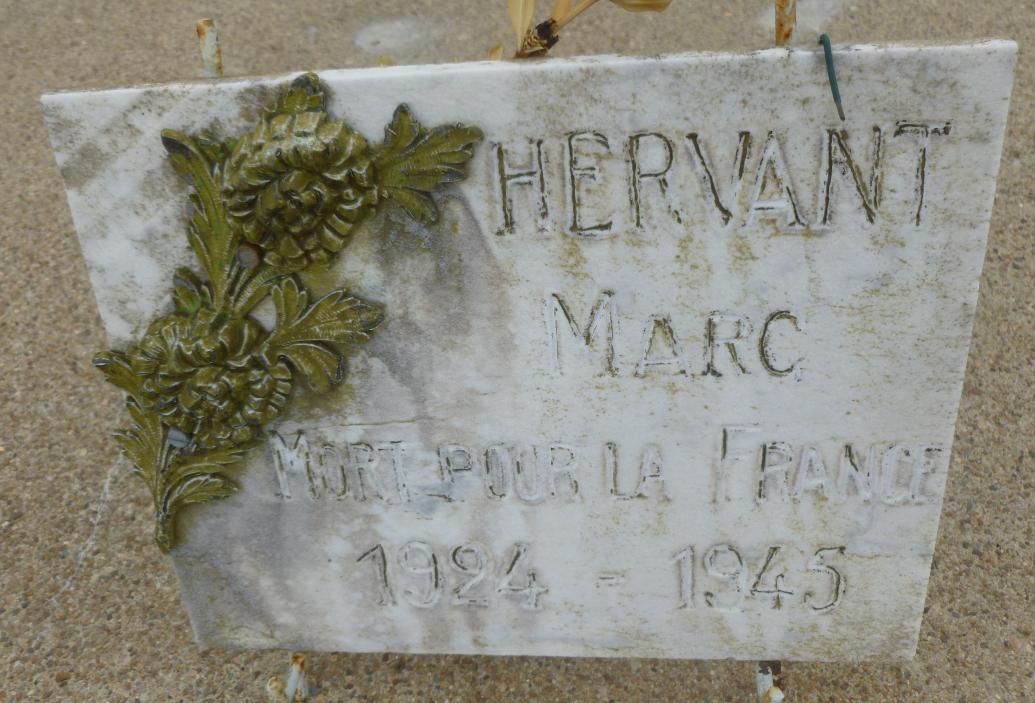 HERVANT
MARC
MORT POUR LA FRANCE
1924 - 1945